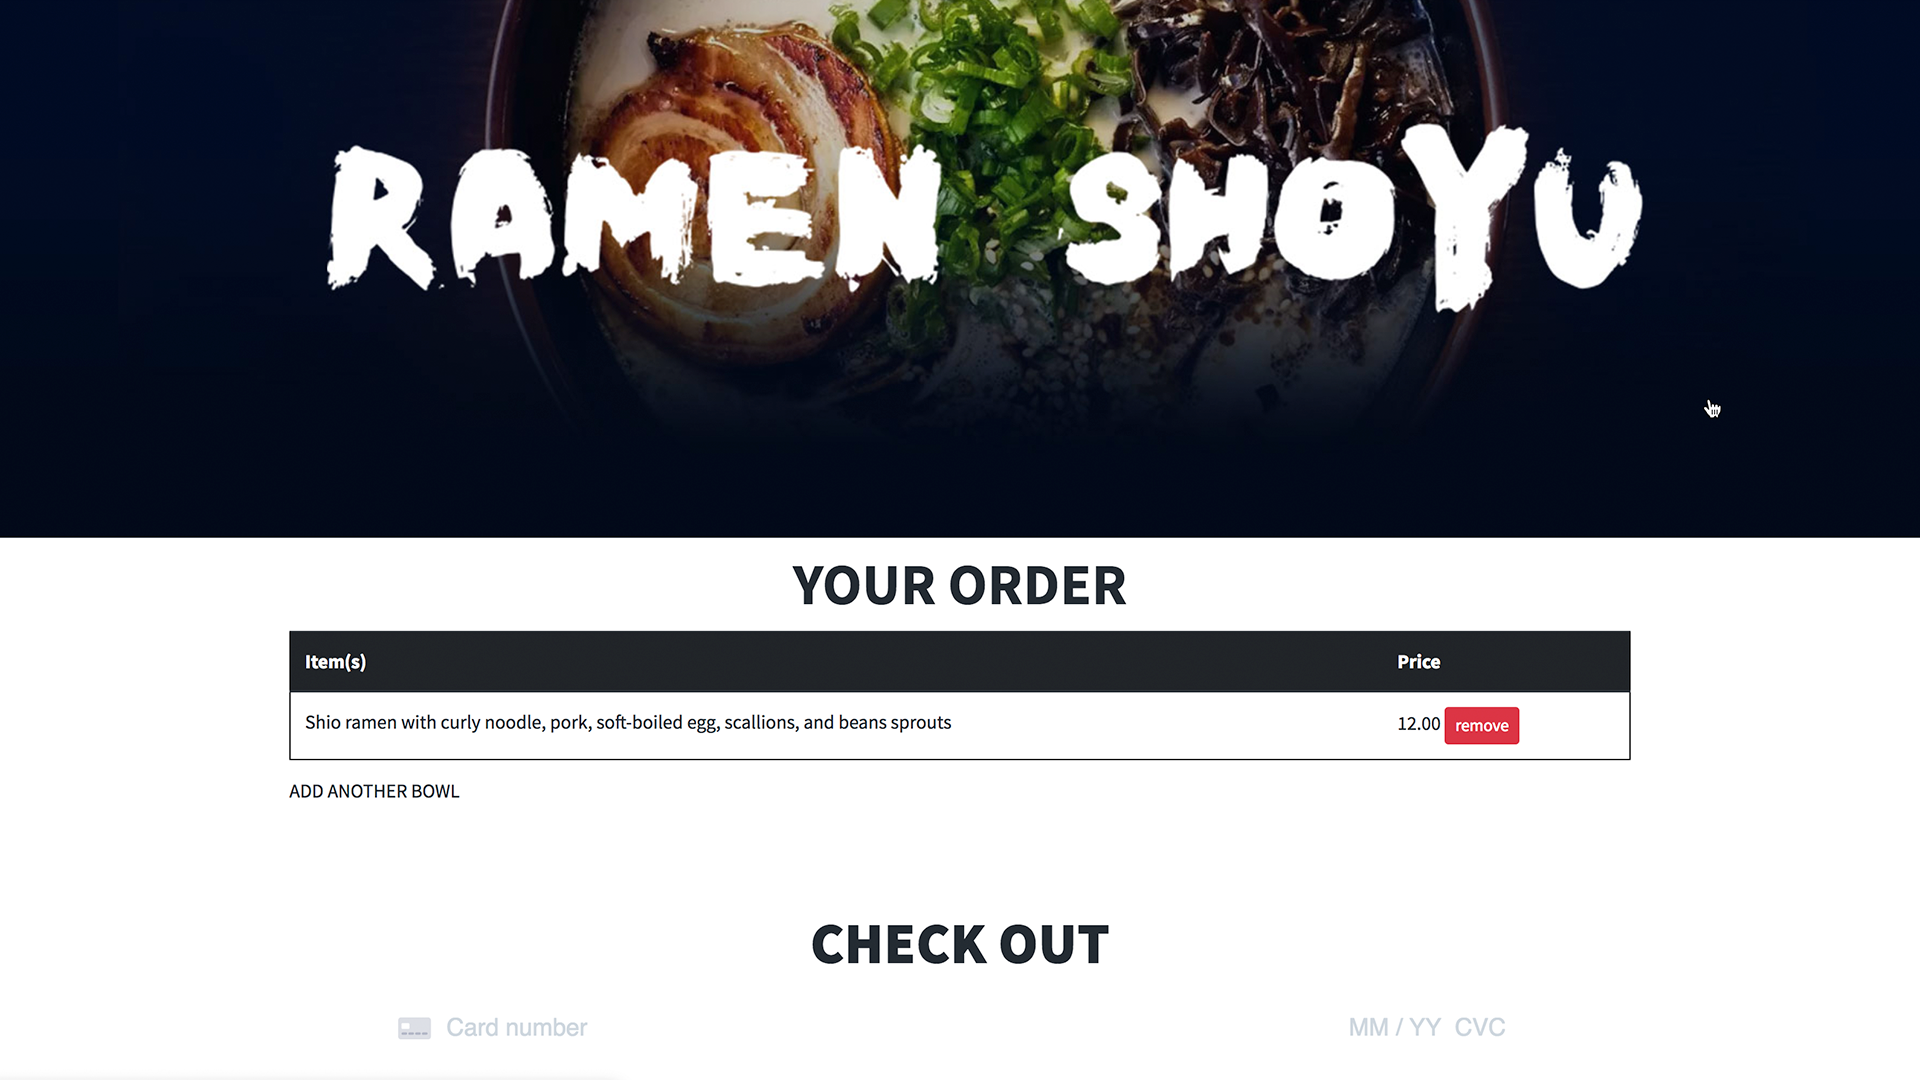 RAMEN SHOYU
YOUR ORDER
Item(s) Price
Shio ramen with curly noodle, pork, soft-boiled egg, scallions, and beans sprouts 12.00 remove
ADD ANOTHER BOWL
CHECK OUT
Card number MM / YY CVC